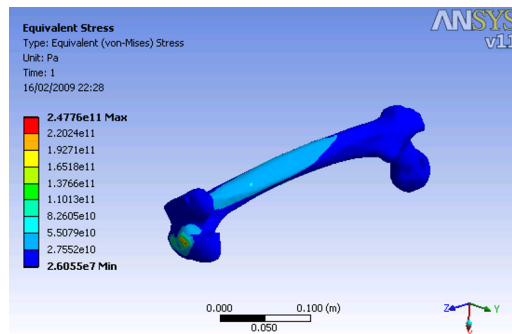 ANSYS
v11
Equivalent Stress
Type: Equivalent (von-Mises) Stress
Unit: Pa
Time: 1
16/02/2009 22:28
2.4776e11 Max
2.2024e11
1.9271e11
1.6518e11
1.3766e11
1.1013e11
8.2605e10
5.5079e10
2.7552e10
2.6055e7 Min
0.000
0.100 (m)
0.050
Z
Y